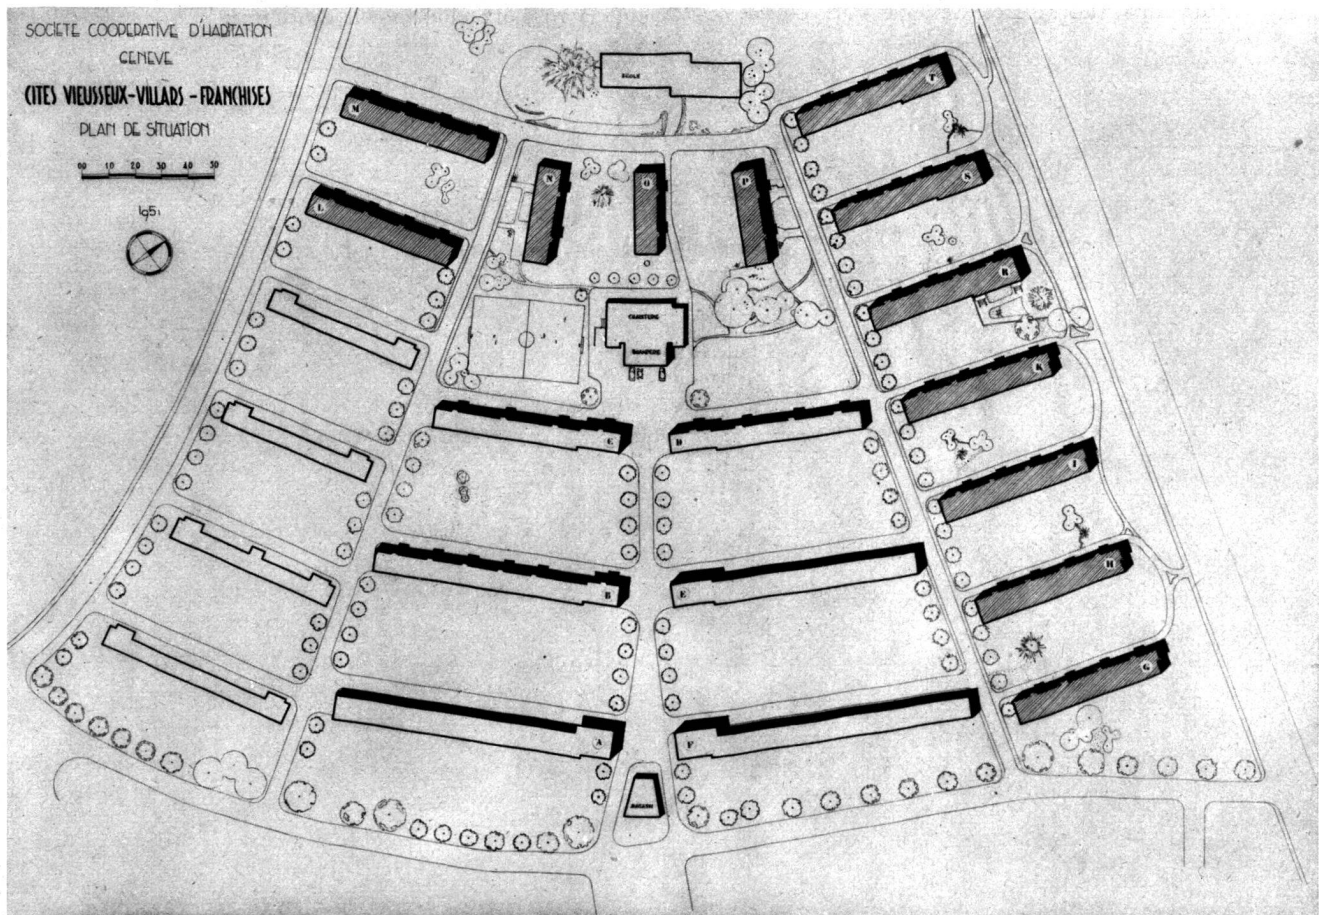 SOCIETE COOPERATIVE D'HABITATION
GENEVE
CITES VIEUSSEUX-VILLARS-FRANCHISES
PLAN DE SITUATION
00 10 20 30 40 50
1951
ECOLE
T
M
S
N
O
P
L
R
CHAUFFERIE
K
C
D
I
B
E
H
G
A
F